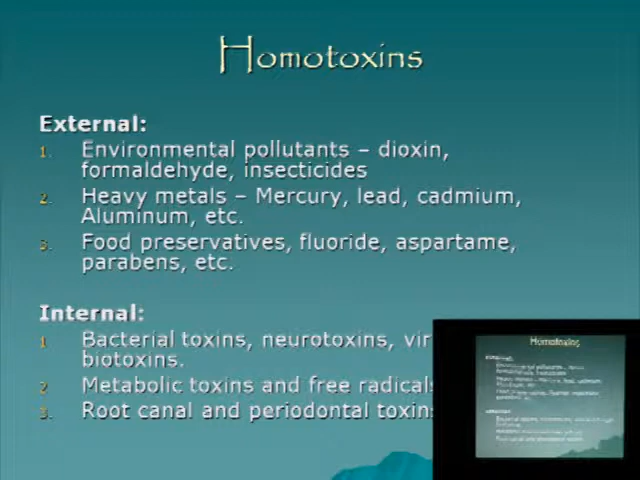 Homotoxins
External:
1. Environmental pollutants – dioxin,
formaldehyde, insecticides
2. Heavy metals – Mercury, lead, cadmium,
Aluminum, etc.
3. Food preservatives, fluoride, aspartame,
parabens, etc.
Internal:
1 Bacterial toxins, neurotoxins,
biotoxins.
2 Metabolic toxins and free radicals
3. Root canal and periodontal toxins
Homotoxins